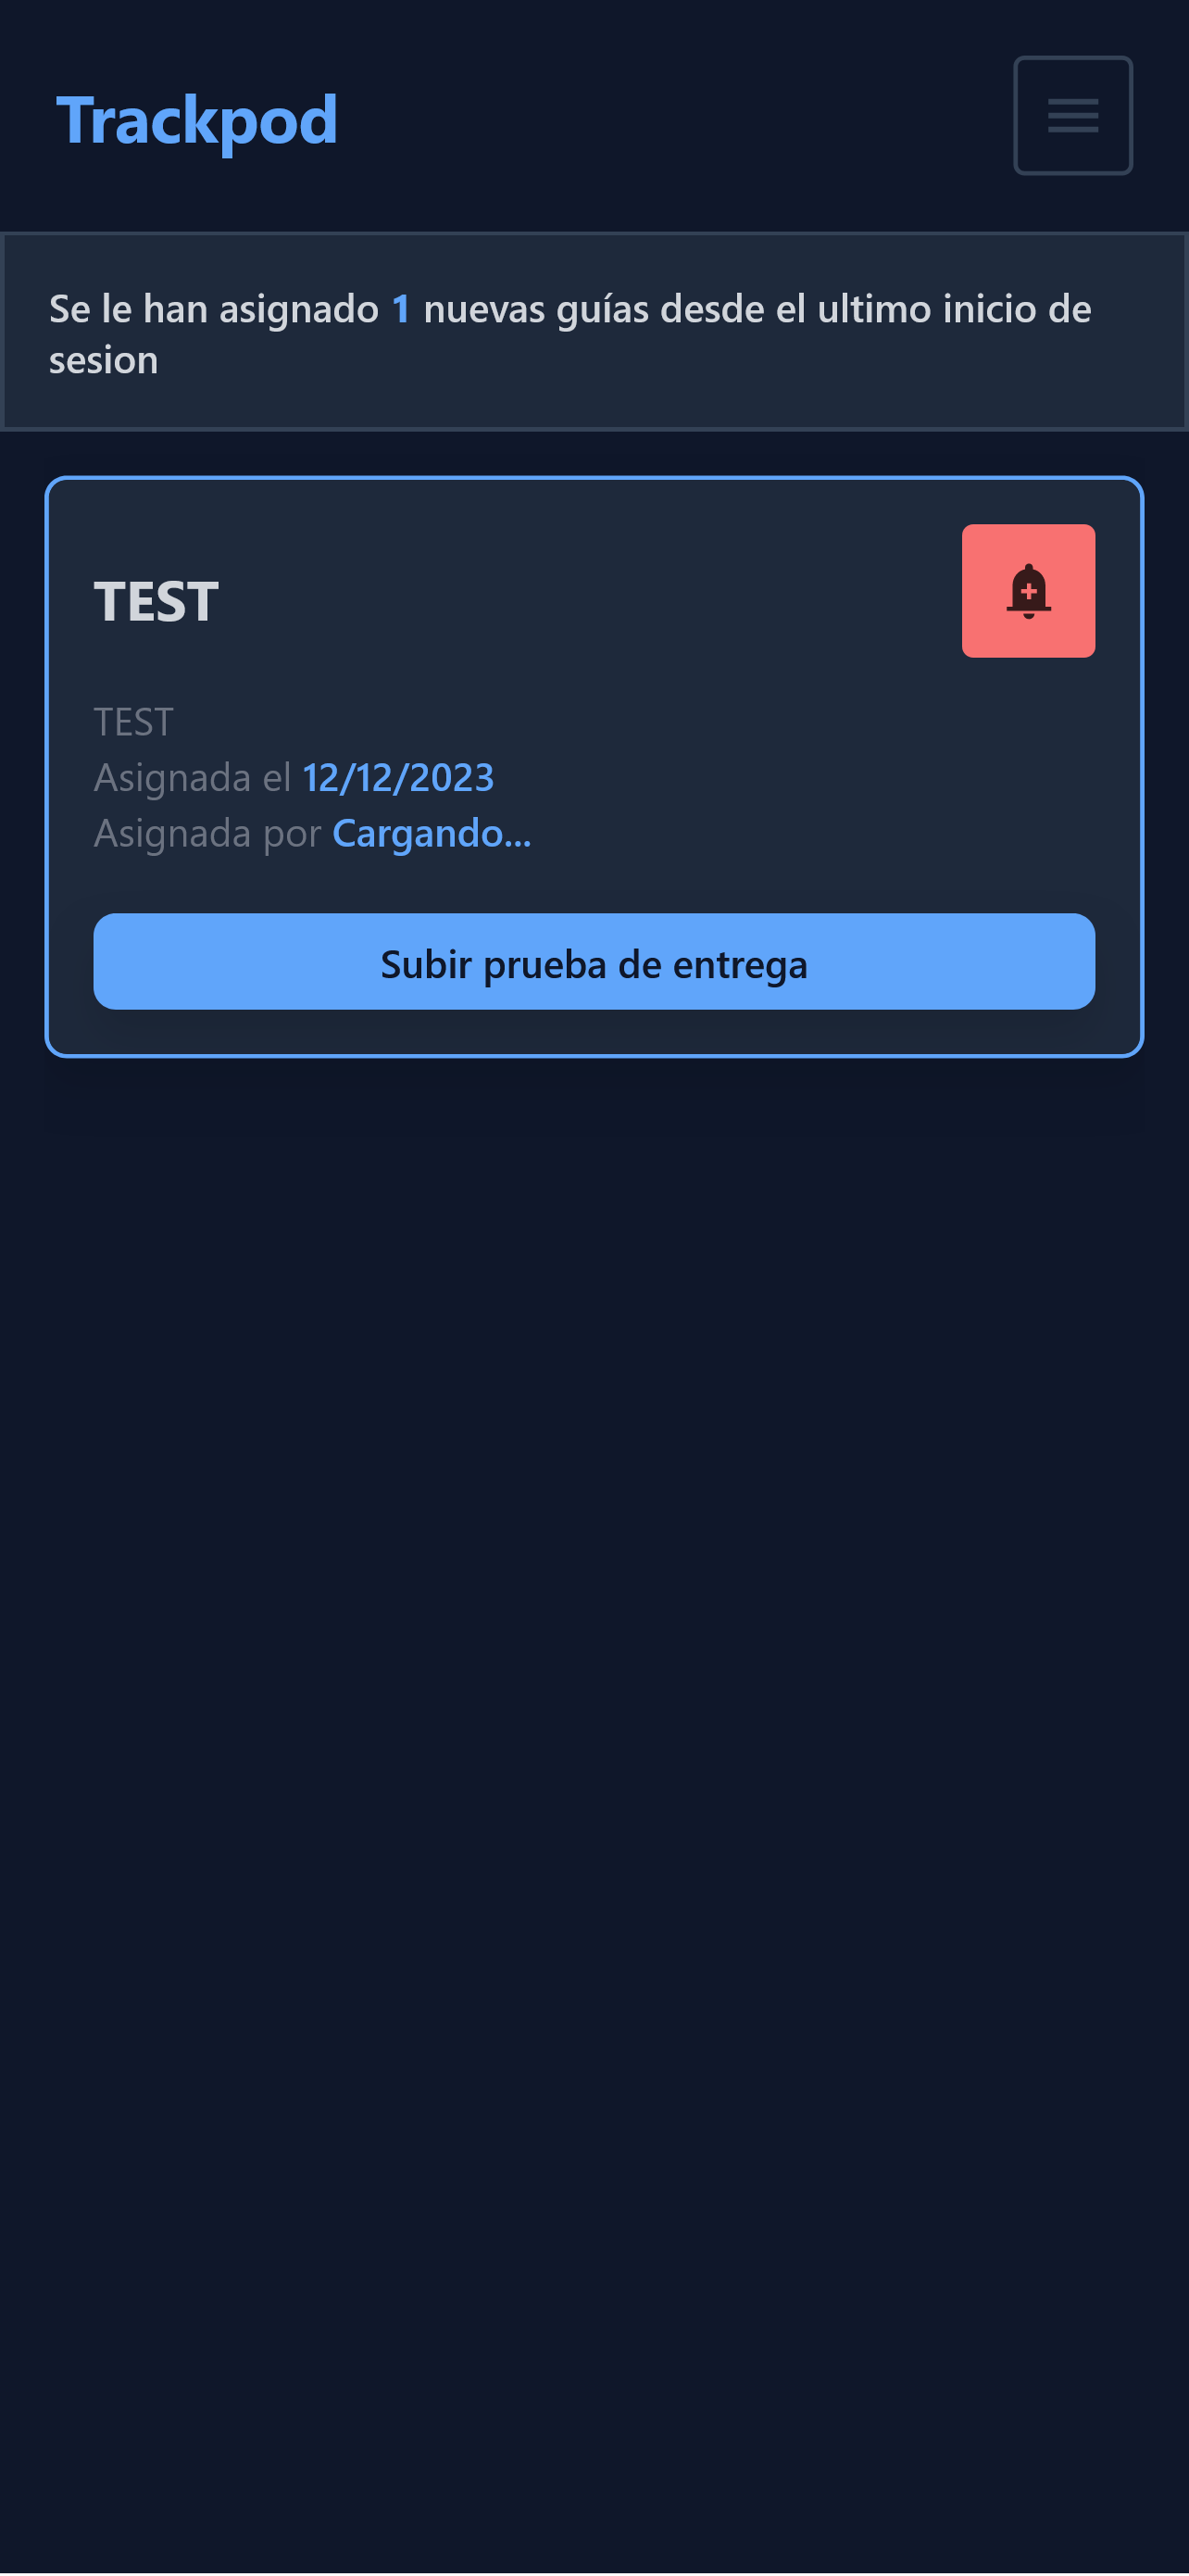 Trackpod
Se le han asignado 1 nuevas guías desde el ultimo inicio de
sesion
TEST
TEST
Asignada el 12/12/2023
Asignada por Cargando...
Subir prueba de entrega